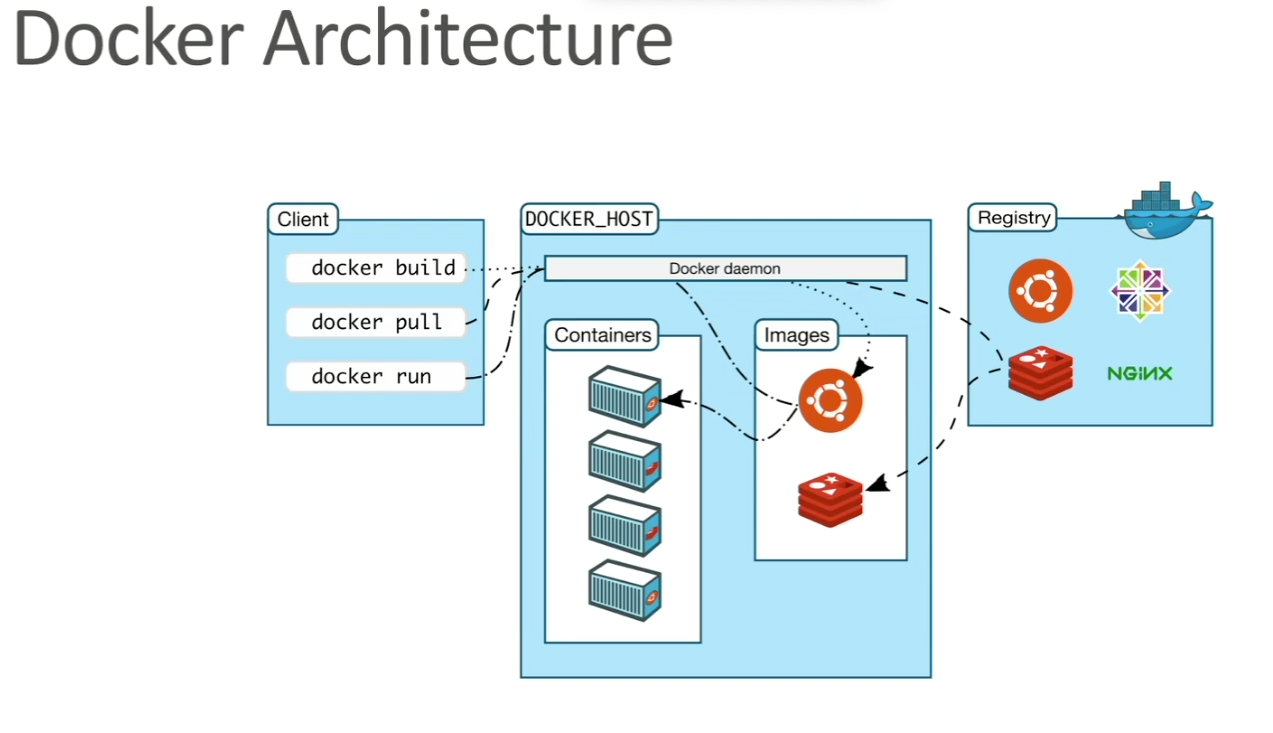 Docker Architecture
Client
docker build
docker pull
docker run
DOCKER_HOST
Docker daemon
Containers
Images
Registry
NGINX